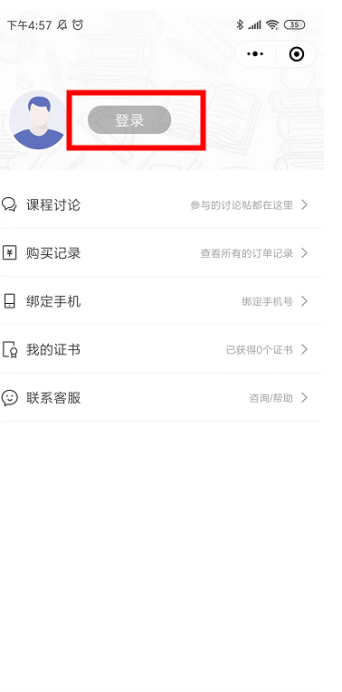 下午4:57
35
登录
课程讨论 参与的讨论帖都在这里
购买记录 查看所有的订单记录
绑定手机 绑定手机号
我的证书 已获得0个证书
联系客服 咨询/帮助